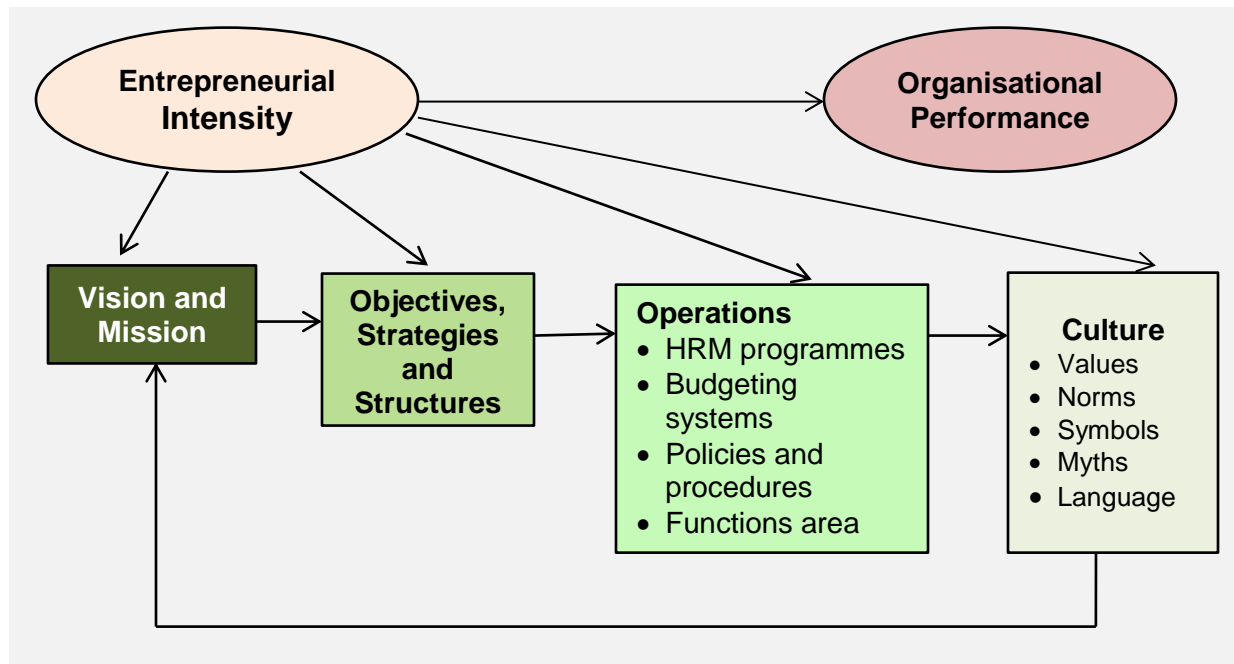 Entrepreneurial
Intensity
Organisational
Performance
Vision and
Mission
Objectives,
Strategies
and
Structures
Operations
• HRM programmes
• Budgeting
systems
• Policies and
procedures
• Functions area
Culture
• Values
• Norms
• Symbols
• Myths
• Language